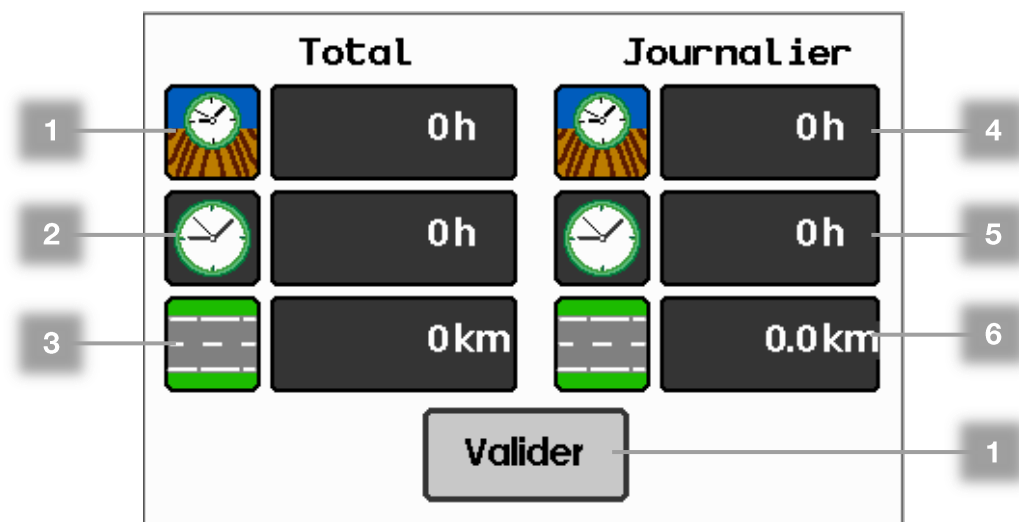 Total Journalier
1 0h 0h 4
2 0h 0h 5
3 0km 0.0km 6
Valider 1